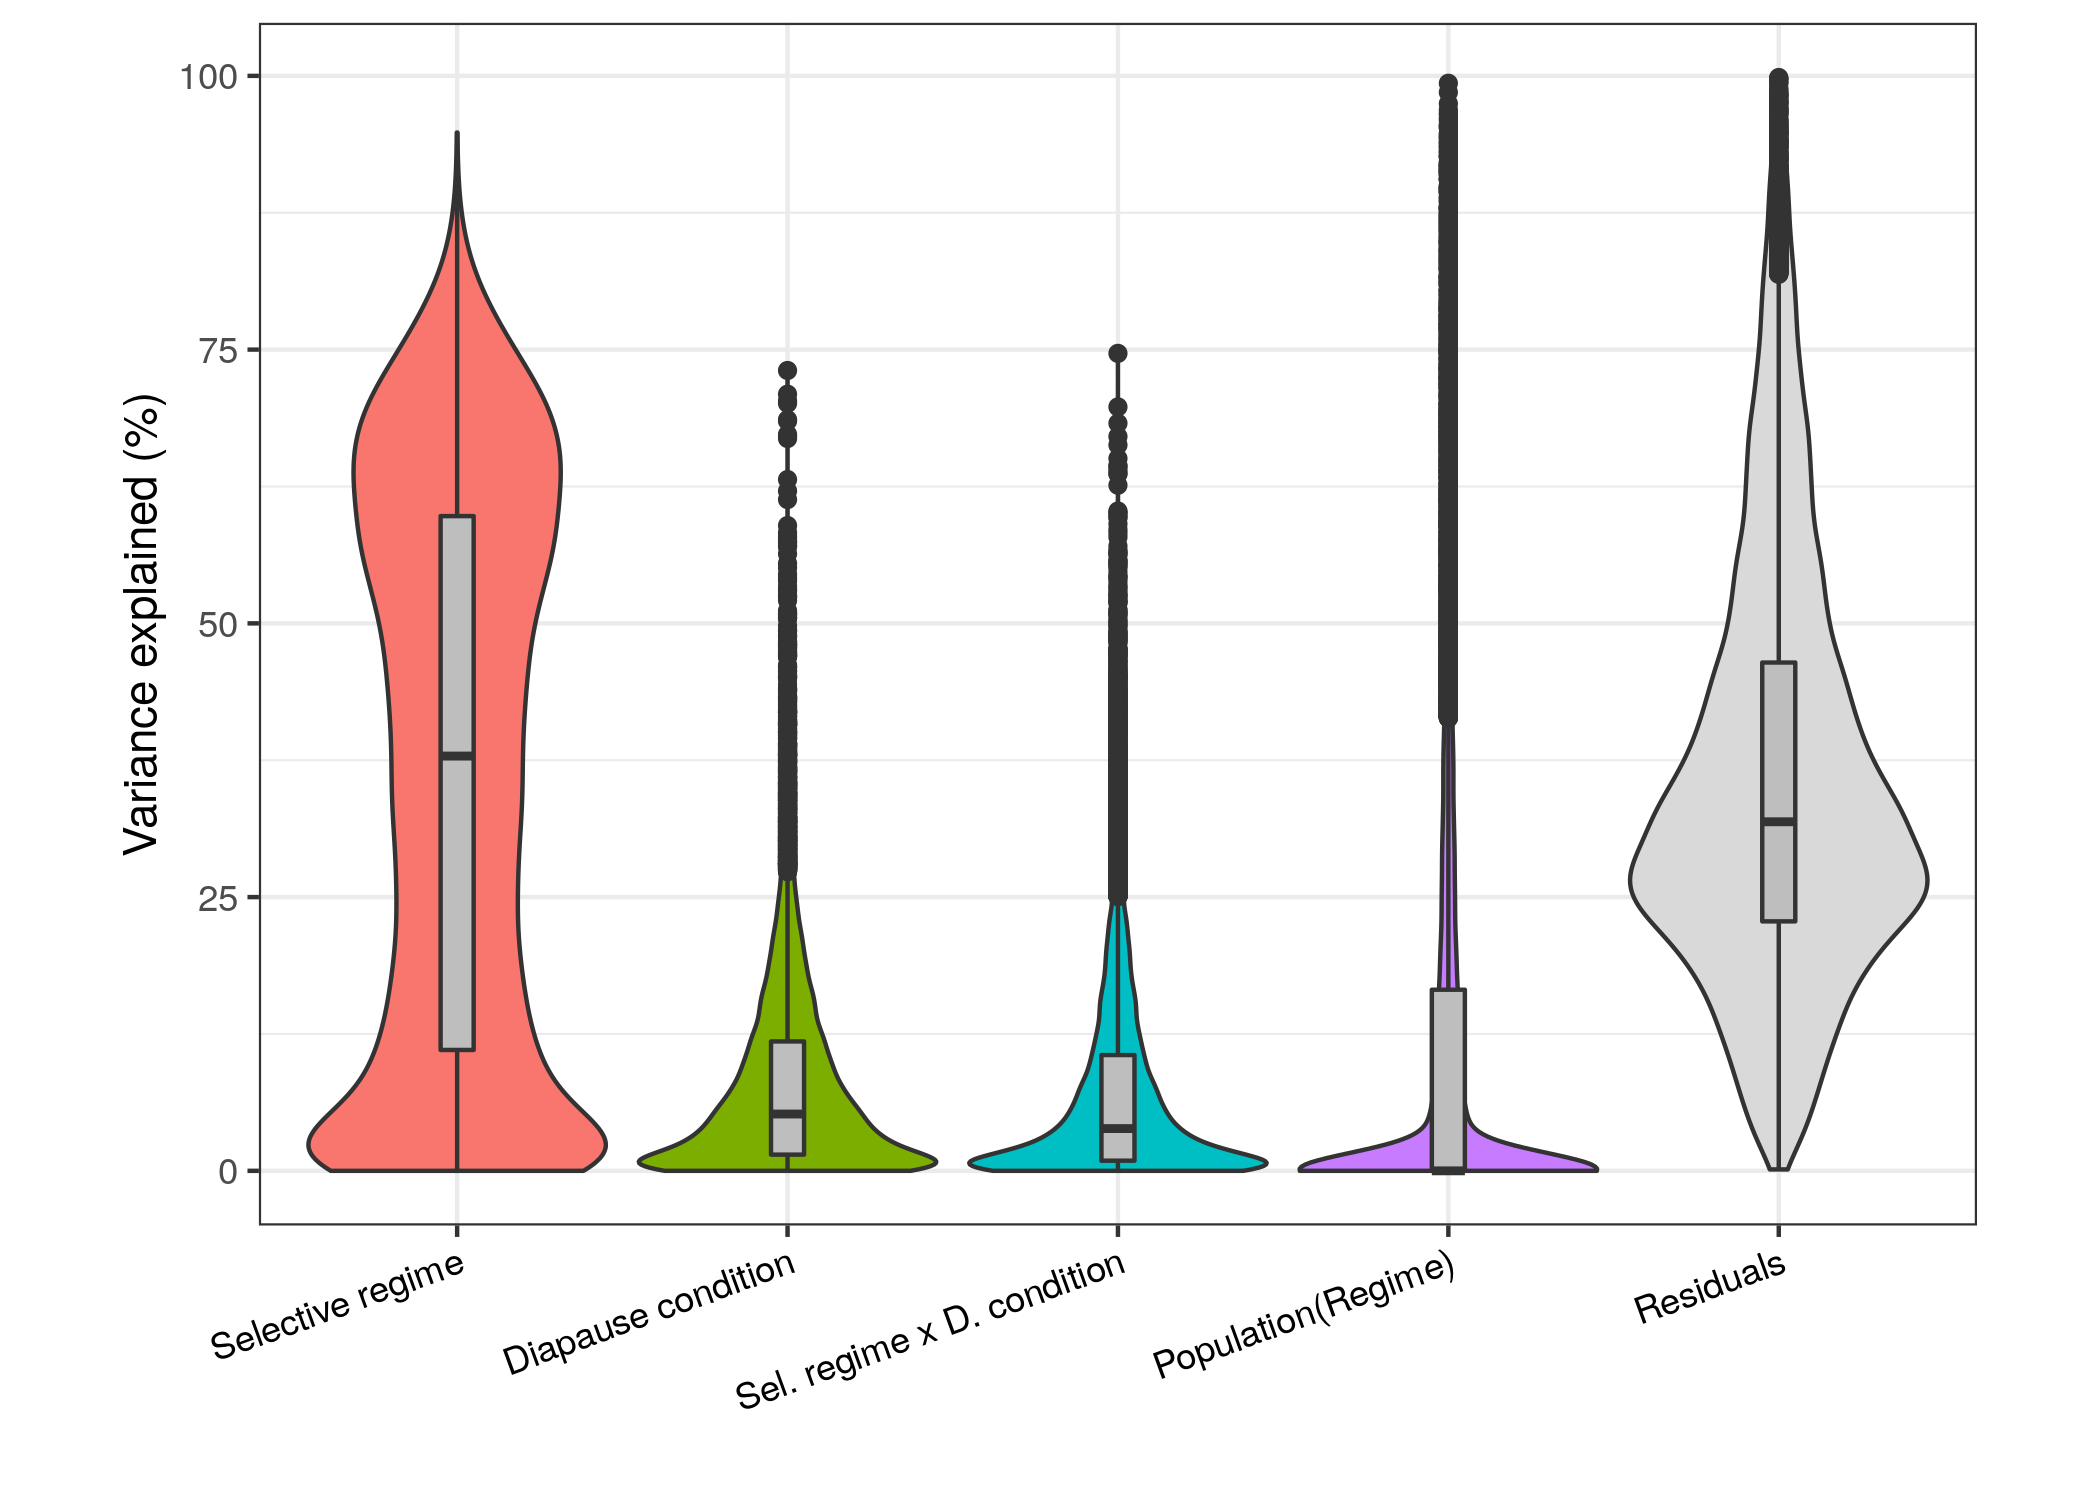 Variance explained (%)
100
75
50
25
0
Selective regime
Diapause condition
Sel. regime x D. condition
Population(Regime)
Residuals